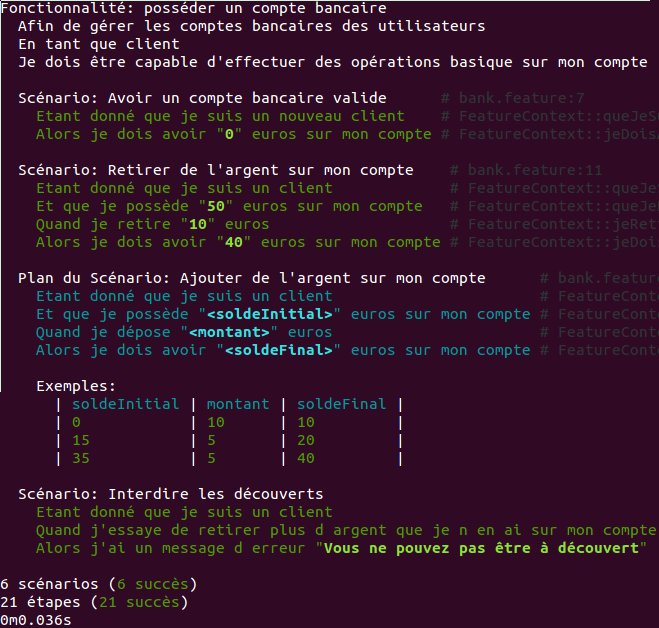 Fonctionnalité: posséder un compte bancaire
Afin de gérer les comptes bancaires des utilisateurs
En tant que client
Je dois être capable d'effectuer des opérations basique sur mon compte
Scénario: Avoir un compte bancaire valide # bank.feature:7
Etant donné que je suis un nouveau client # FeatureContext::queJeSu
Alors je dois avoir "0" euros sur mon compte # FeatureContext::jeDoisA
Scénario: Retirer de l'argent sur mon compte # bank.feature:11
Etant donné que je suis un client # FeatureContext::queJe
Et que je possède "50" euros sur mon compte # FeatureContext::queJe
Quand je retire "10" euros # FeatureContext::jeRet
Alors je dois avoir "40" euros sur mon compte # FeatureContext::jeDoi
Plan du Scénario: Ajouter de l'argent sur mon compte # bank.featur
Etant donné que je suis un client # FeatureConte
Et que je possède "<soldeInitial>" euros sur mon compte # FeatureConte
Quand je dépose "<montant>" euros # FeatureConte
Alors je dois avoir "<soldeFinal>" euros sur mon compte # FeatureConte
Exemples:
| soldeInitial | montant | soldeFinal |
| 0 | 10 | 10 |
| 15 | 5 | 20 |
| 35 | 5 | 40 |
Scénario: Interdire les découverts
Etant donné que je suis un client
Quand j'essaye de retirer plus d argent que je n en ai sur mon compte
Alors j'ai un message d erreur "Vous ne pouvez pas être à découvert"
6 scénarios (6 succès)
21 étapes (21 succès)
0m0.036s